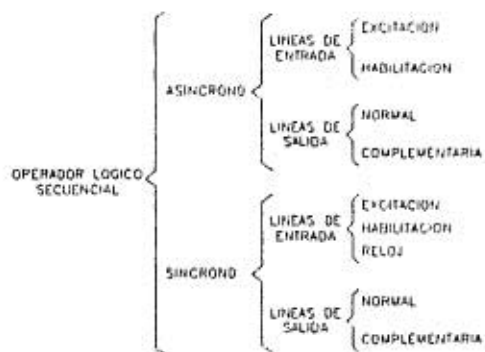 OPERADOR LOGICO
SECUENCIAL
ASINCRONO
LINEAS DE
ENTRADA
EXCITACION
HABILITACION
LINEAS DE
SALIDA
NORMAL
COMPLEMENTARIA
SINCRONO
LINEAS DE
ENTRADA
EXCITACION
HABILITACION
RELOJ
LINEAS DE
SALIDA
NORMAL
COMPLEMENTARIA